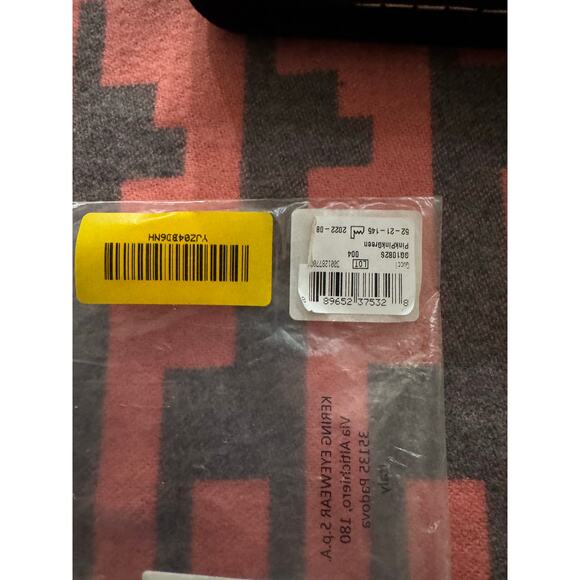 YJZ04BD6NH
52-21-145 2022-08
PinkPinkGreen
GG1082S 004
Gucci LOT
89652 37532 8
Italy
35135 Padova
Via Altichiero, 180
KERING EYEWEAR S.p.A.